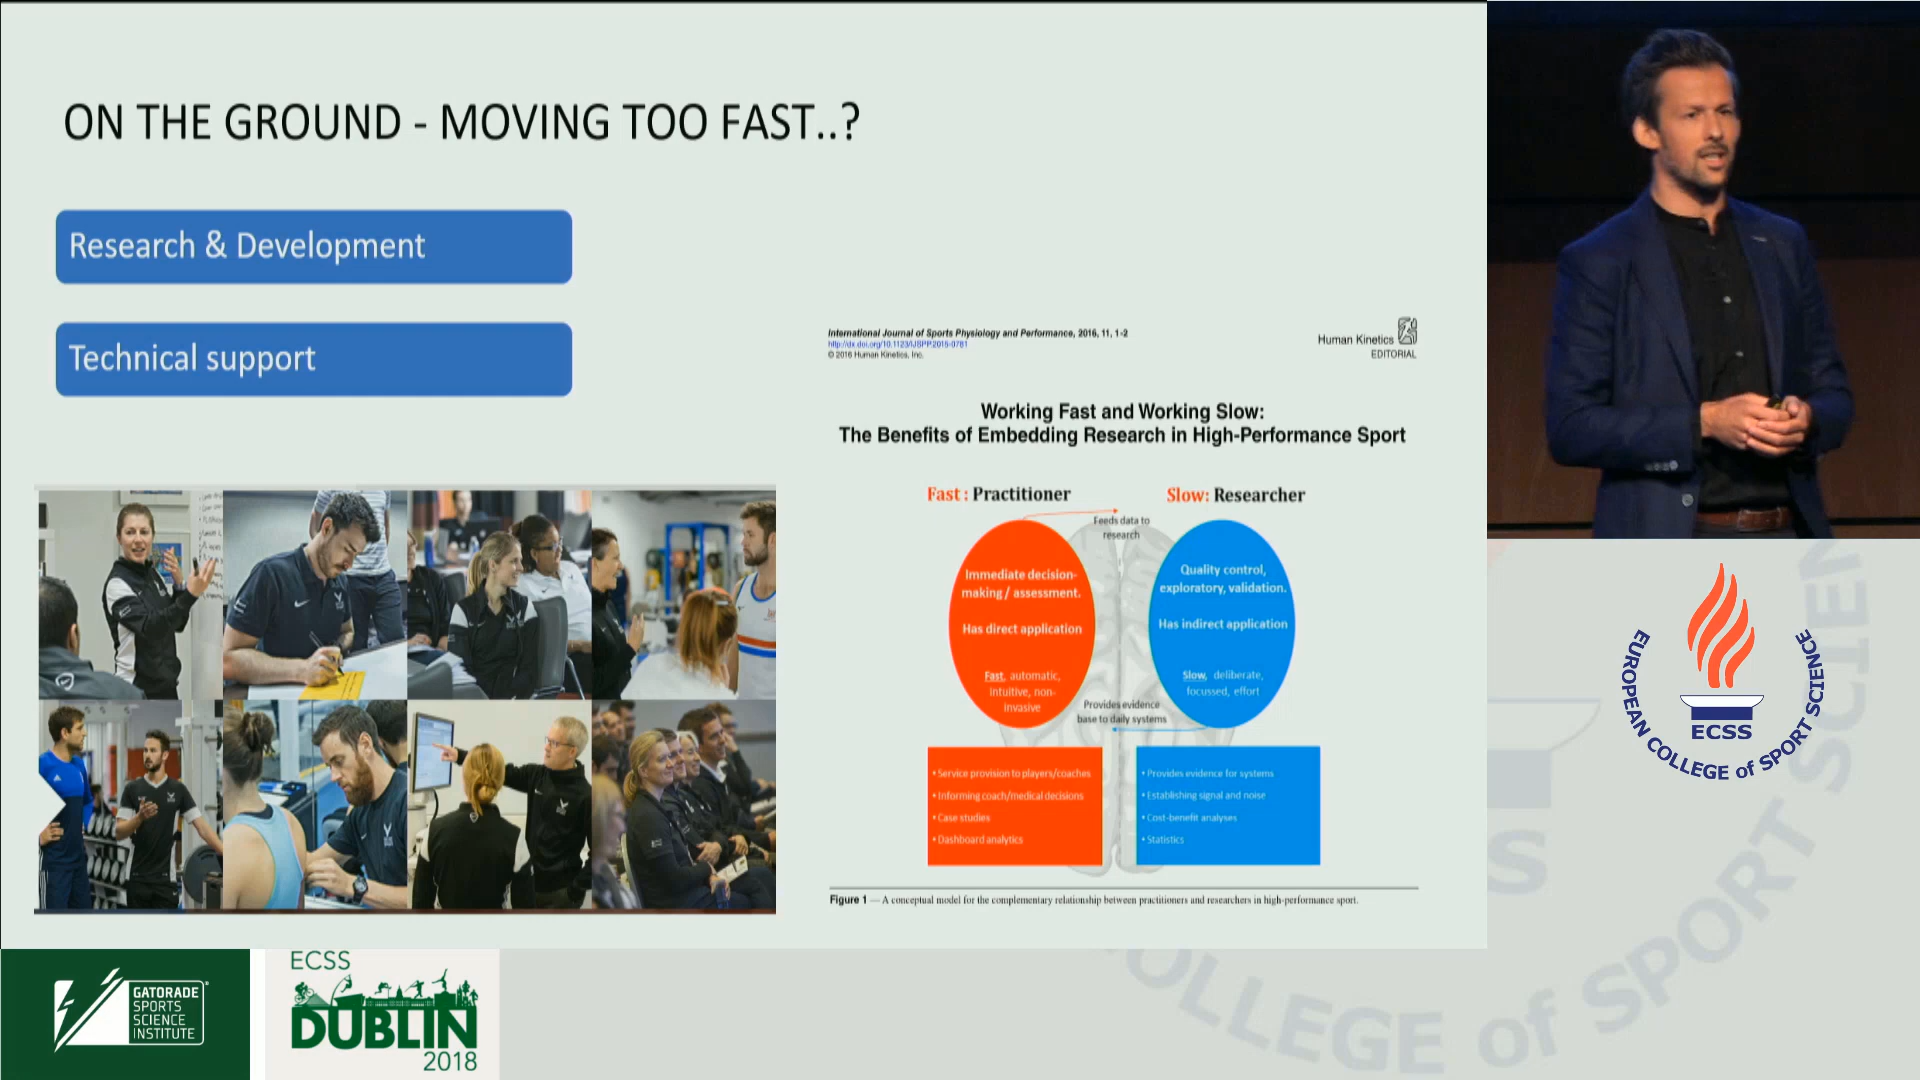 ON THE GROUND - MOVING TOO FAST..?
Research & Development
Technical support
International Journal of Sports Physiology and Performance, 2016, 11, 1-2
http://dx.doi.org/10.1123/IJSPP.2015-0781
© 2016 Human Kinetics, Inc.
Human Kinetics
EDITORIAL
Working Fast and Working Slow:
The Benefits of Embedding Research in High-Performance Sport
Fast : Practitioner
Slow: Researcher
Feeds data to
research
Immediate decision-
making / assessment.
Has direct application
Fast, automatic,
intuitive, non-
invasive
Quality control,
exploratory, validation.
Has indirect application
Slow, deliberate,
focussed, effort
Provides evidence
base to daily systems
• Service provision to players/coaches
• Informing coach/medical decisions
• Case studies
• Dashboard analytics
• Provides evidence for systems
• Establishing signal and noise
• Cost-benefit analyses
• Statistics
Figure 1 — A conceptual model for the complementary relationship between practitioners and researchers in high-performance sport.
EUROPEAN COLLEGE of SPORT SCIENCE
ECSS
GATORADE
SPORTS
SCIENCE
INSTITUTE
ECSS
DUBLIN
2018
COLLEGE of SPORT SCIEN